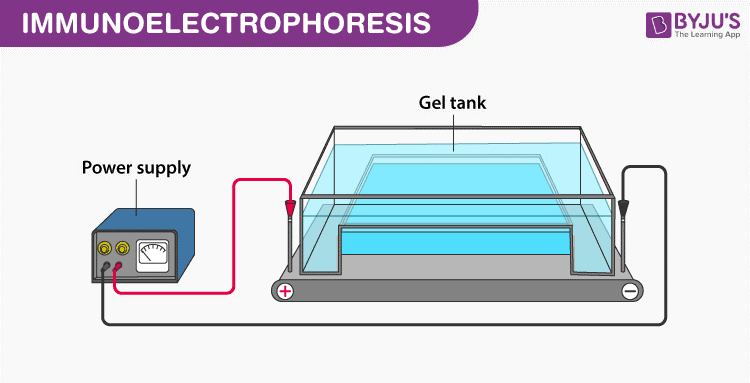 IMMUNOELECTROPHORESIS
BYJU'S
The Learning App
Gel tank
Power supply
+
−